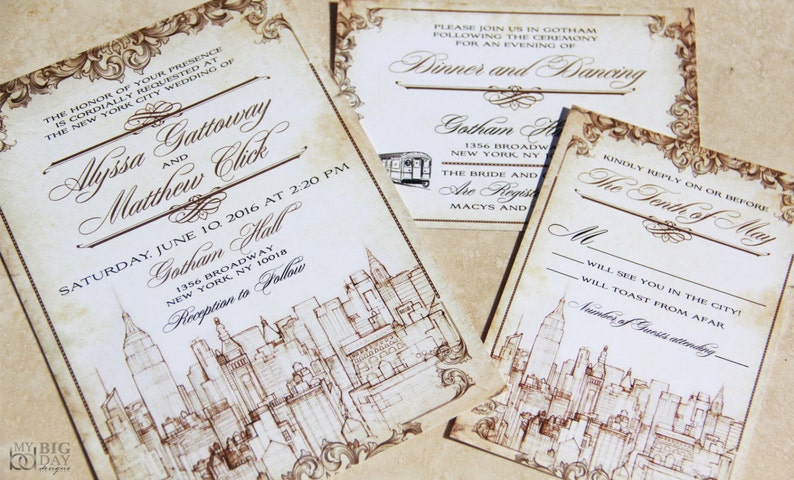 THE HONOR OF YOUR PRESENCE
IS CORDIALLY REQUESTED AT
THE NEW YORK CITY WEDDING OF
Alyssa Gattoway
AND
Matthew Click
SATURDAY, JUNE 10, 2016 AT 2:20 PM
Gotham Hall
1356 BROADWAY
NEW YORK, NY 10018
Reception to Follow
PLEASE JOIN US IN GOTHAM
FOLLOWING THE CEREMONY
FOR AN EVENING OF
Dinner and Dancing
Gotham Ha
1356 BROADWAY
NEW YORK, N
THE BRIDE AND
Are Regis
MACYS AND
KINDLY REPLY ON OR BEFORE
The Tenth of May
M
WILL SEE YOU IN THE CITY!
WILL TOAST FROM AFAR
Number of Guests attending
MY BIG DAY
designs